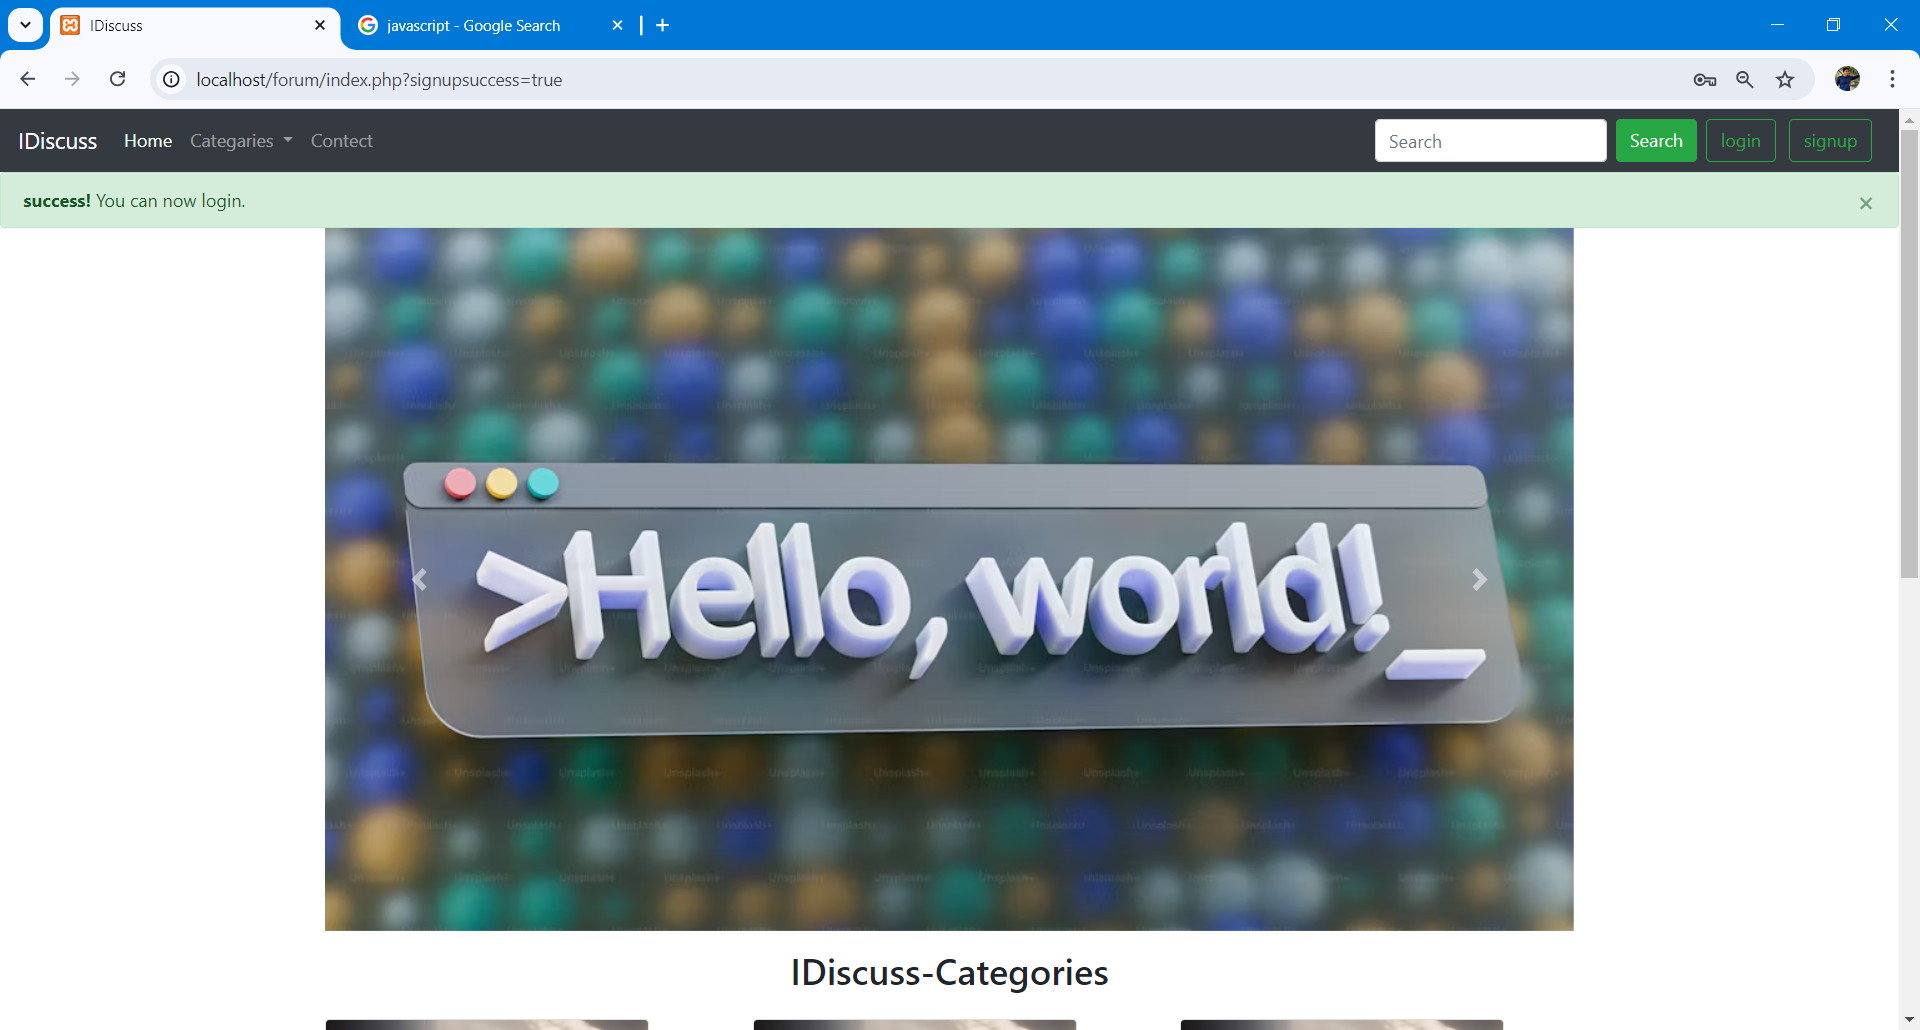 IDiscuss
javascript - Google Search
localhost/forum/index.php?signupsuccess=true
IDiscuss Home Categaries Contect Search Search login signup
success! You can now login.
>Hello, world!_
IDiscuss-Categories